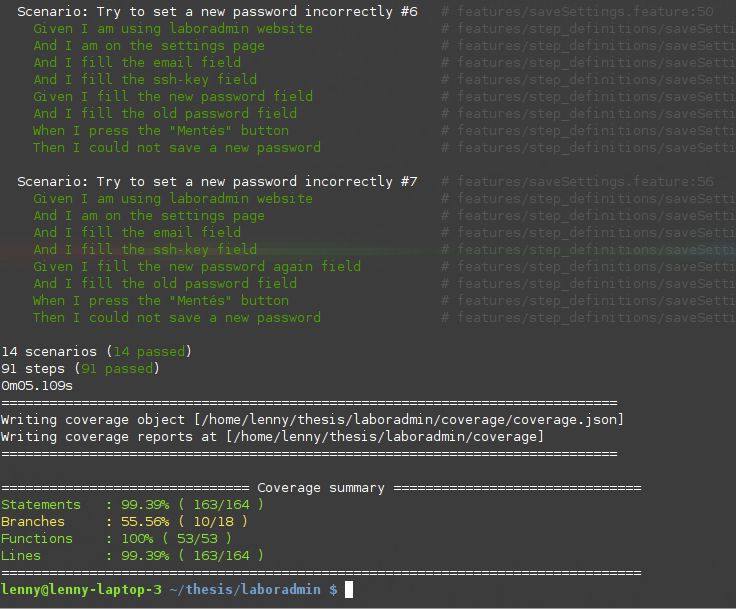 Scenario: Try to set a new password incorrectly #6   # features/saveSettings.feature:50
Given I am using laboradmin website                # features/step_definitions/saveSetti
And I am on the settings page                      # features/step_definitions/saveSetti
And I fill the email field                         # features/step_definitions/saveSetti
And I fill the ssh-key field                       # features/step_definitions/saveSetti
Given I fill the new password field                # features/step_definitions/saveSetti
And I fill the old password field                  # features/step_definitions/saveSetti
When I press the "Mentés" button                   # features/step_definitions/saveSetti
Then I could not save a new password               # features/step_definitions/saveSetti
Scenario: Try to set a new password incorrectly #7   # features/saveSettings.feature:56
Given I am using laboradmin website                # features/step_definitions/saveSetti
And I am on the settings page                      # features/step_definitions/saveSetti
And I fill the email field                         # features/step_definitions/saveSetti
And I fill the ssh-key field                       # features/step_definitions/saveSetti
Given I fill the new password again field          # features/step_definitions/saveSetti
And I fill the old password field                  # features/step_definitions/saveSetti
When I press the "Mentés" button                   # features/step_definitions/saveSetti
Then I could not save a new password               # features/step_definitions/saveSetti
14 scenarios (14 passed)
91 steps (91 passed)
0m05.109s
=============================================================================
Writing coverage object [/home/lenny/thesis/laboradmin/coverage/coverage.json]
Writing coverage reports at [/home/lenny/thesis/laboradmin/coverage]
=============================================================================
=============================== Coverage summary ===============================
Statements   : 99.39% ( 163/164 )
Branches     : 55.56% ( 10/18 )
Functions    : 100% ( 53/53 )
Lines        : 99.39% ( 163/164 )
================================================================================
lenny@lenny-laptop-3 ~/thesis/laboradmin $